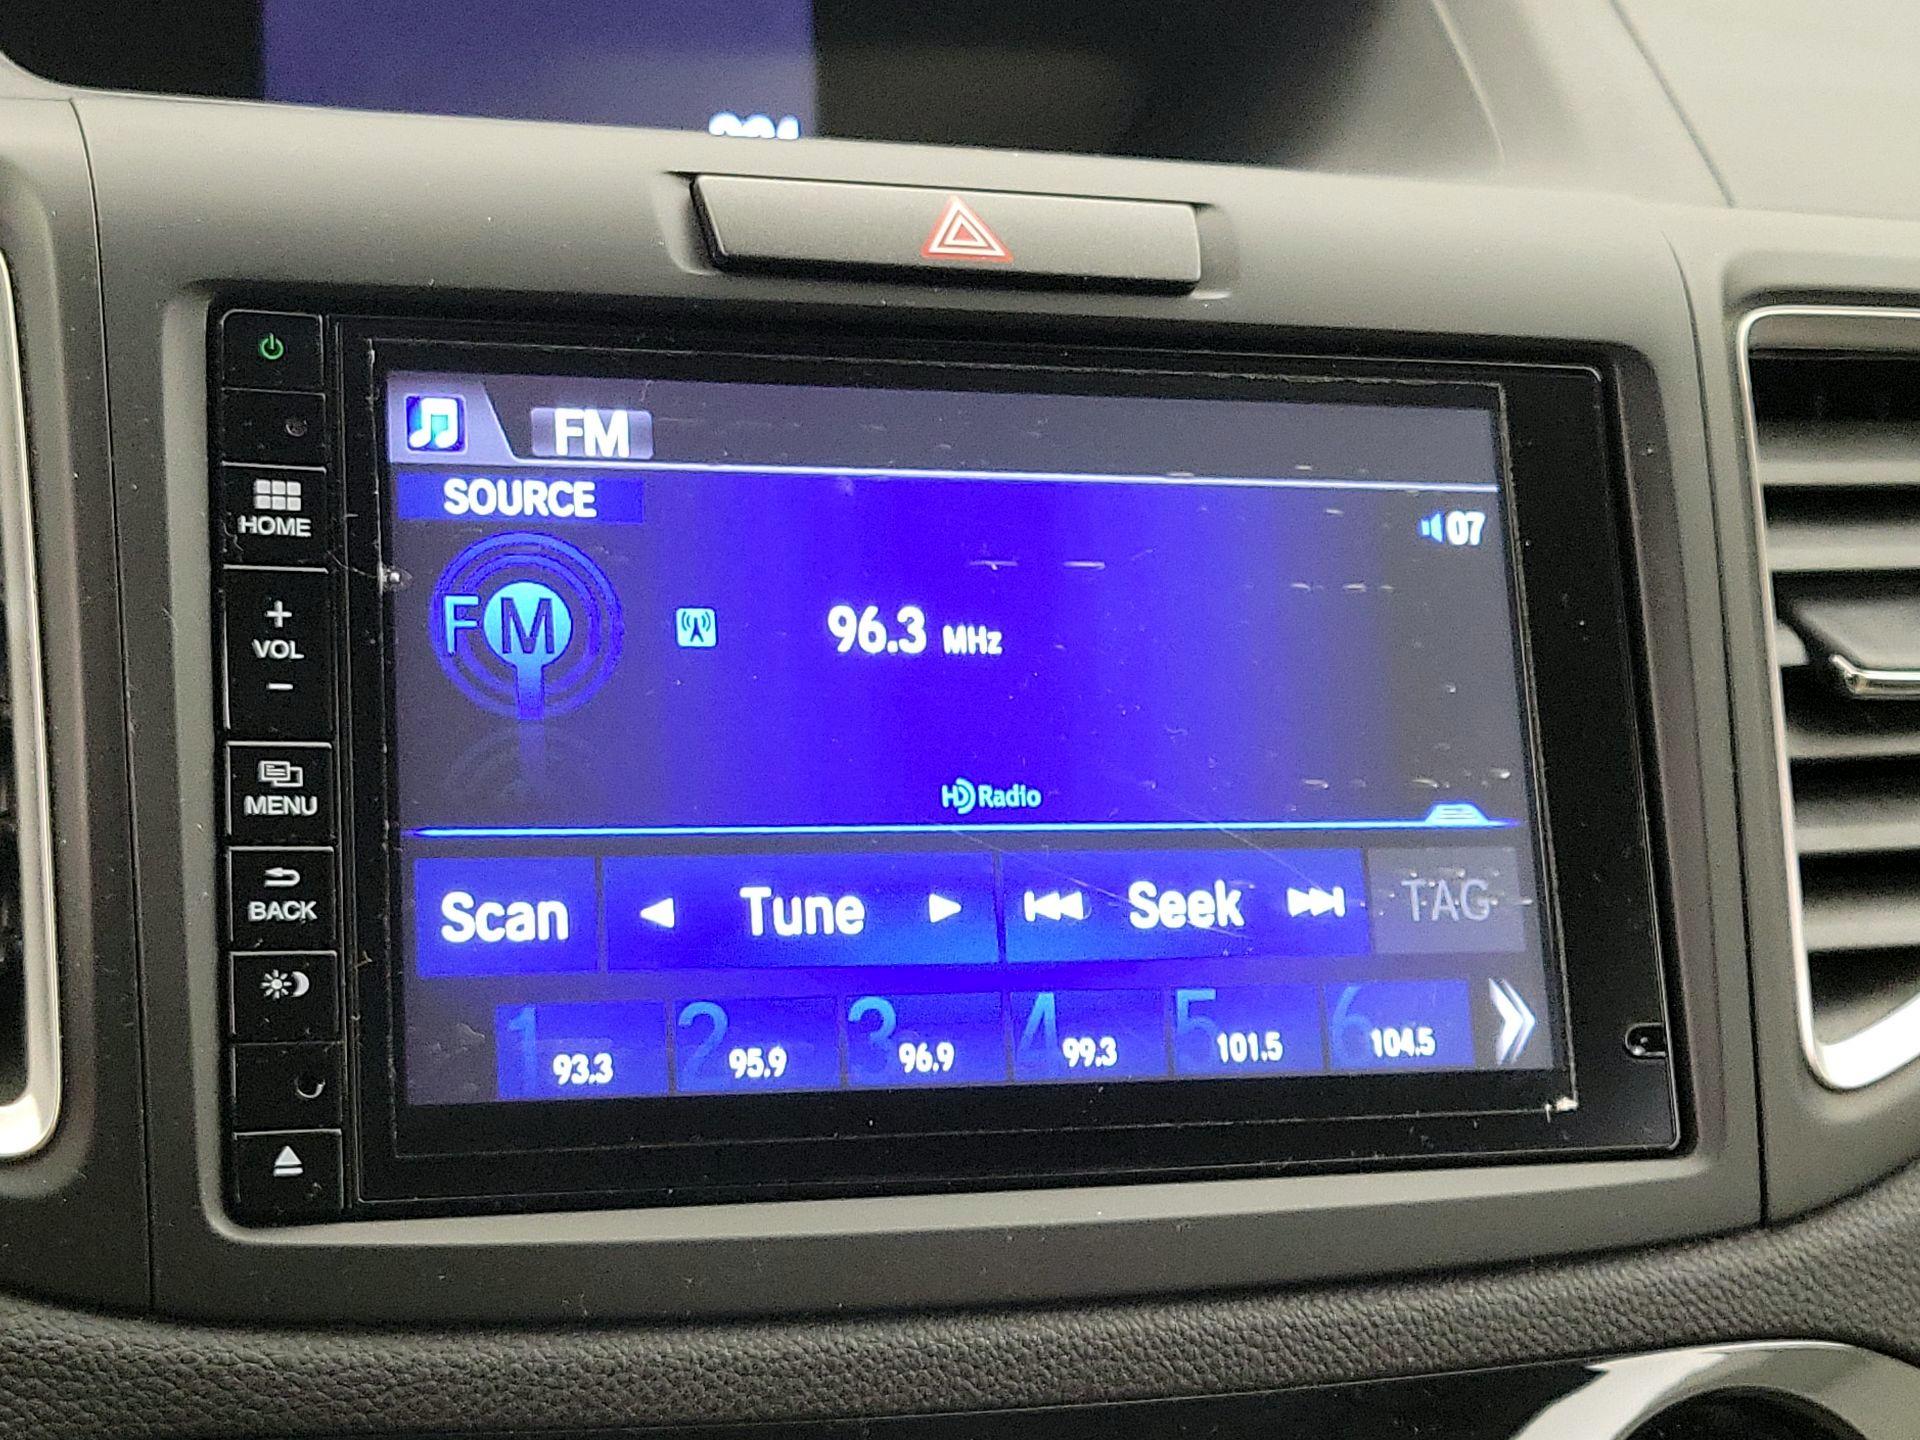 FM
SOURCE
07
FM
96.3 MHz
HD Radio
Scan
Tune
Seek
TAG
1 93.3
2 95.9
3 96.9
4 99.3
5 101.5
6 104.5
HOME
+
VOL
−
MENU
BACK